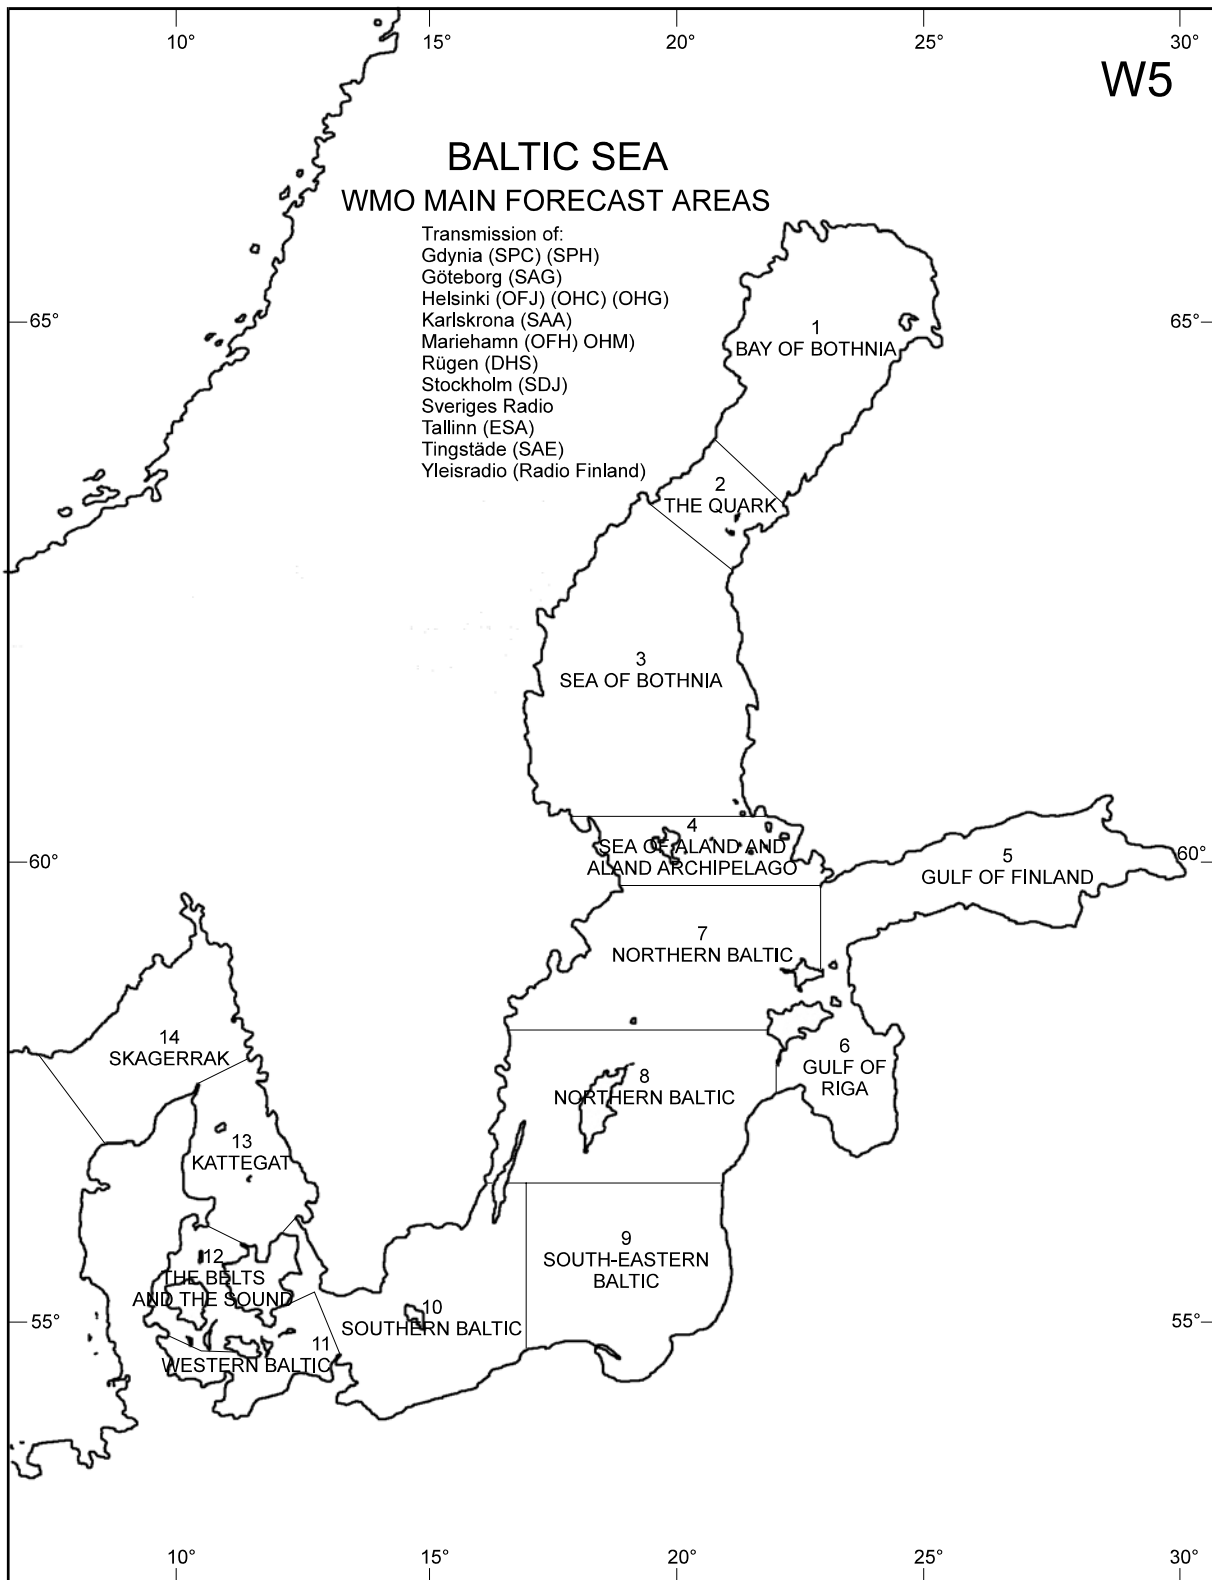 10° 15° 20° 25° 30°
W5
BALTIC SEA
WMO MAIN FORECAST AREAS
Transmission of:
Gdynia (SPC) (SPH)
Göteborg (SAG)
Helsinki (OFJ) (OHC) (OHG)
Karlskrona (SAA)
Mariehamn (OFH) OHM)
Rügen (DHS)
Stockholm (SDJ)
Sveriges Radio
Tallinn (ESA)
Tingstäde (SAE)
Yleisradio (Radio Finland)
65° 65°
1
BAY OF BOTHNIA
2
THE QUARK
3
SEA OF BOTHNIA
4
SEA OF ALAND AND
ALAND ARCHIPELAGO
60° 60°
5
GULF OF FINLAND
7
NORTHERN BALTIC
14
SKAGERRAK
6
GULF OF
RIGA
8
NORTHERN BALTIC
13
KATTEGAT
9
SOUTH-EASTERN
BALTIC
12
THE BELTS
AND THE SOUND
10
SOUTHERN BALTIC
55° 55°
11
WESTERN BALTIC
10° 15° 20° 25° 30°